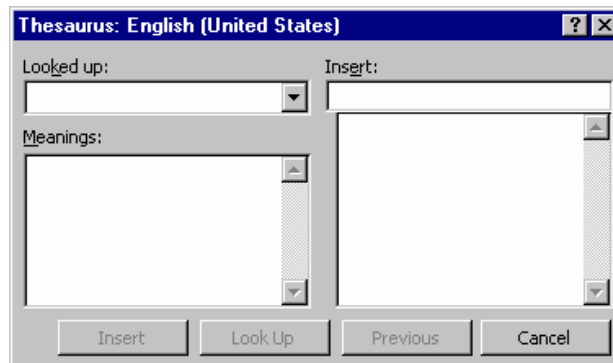 Thesaurus: English (United States)
Looked up:
Insert:
Meanings:
Insert
Look Up
Previous
Cancel